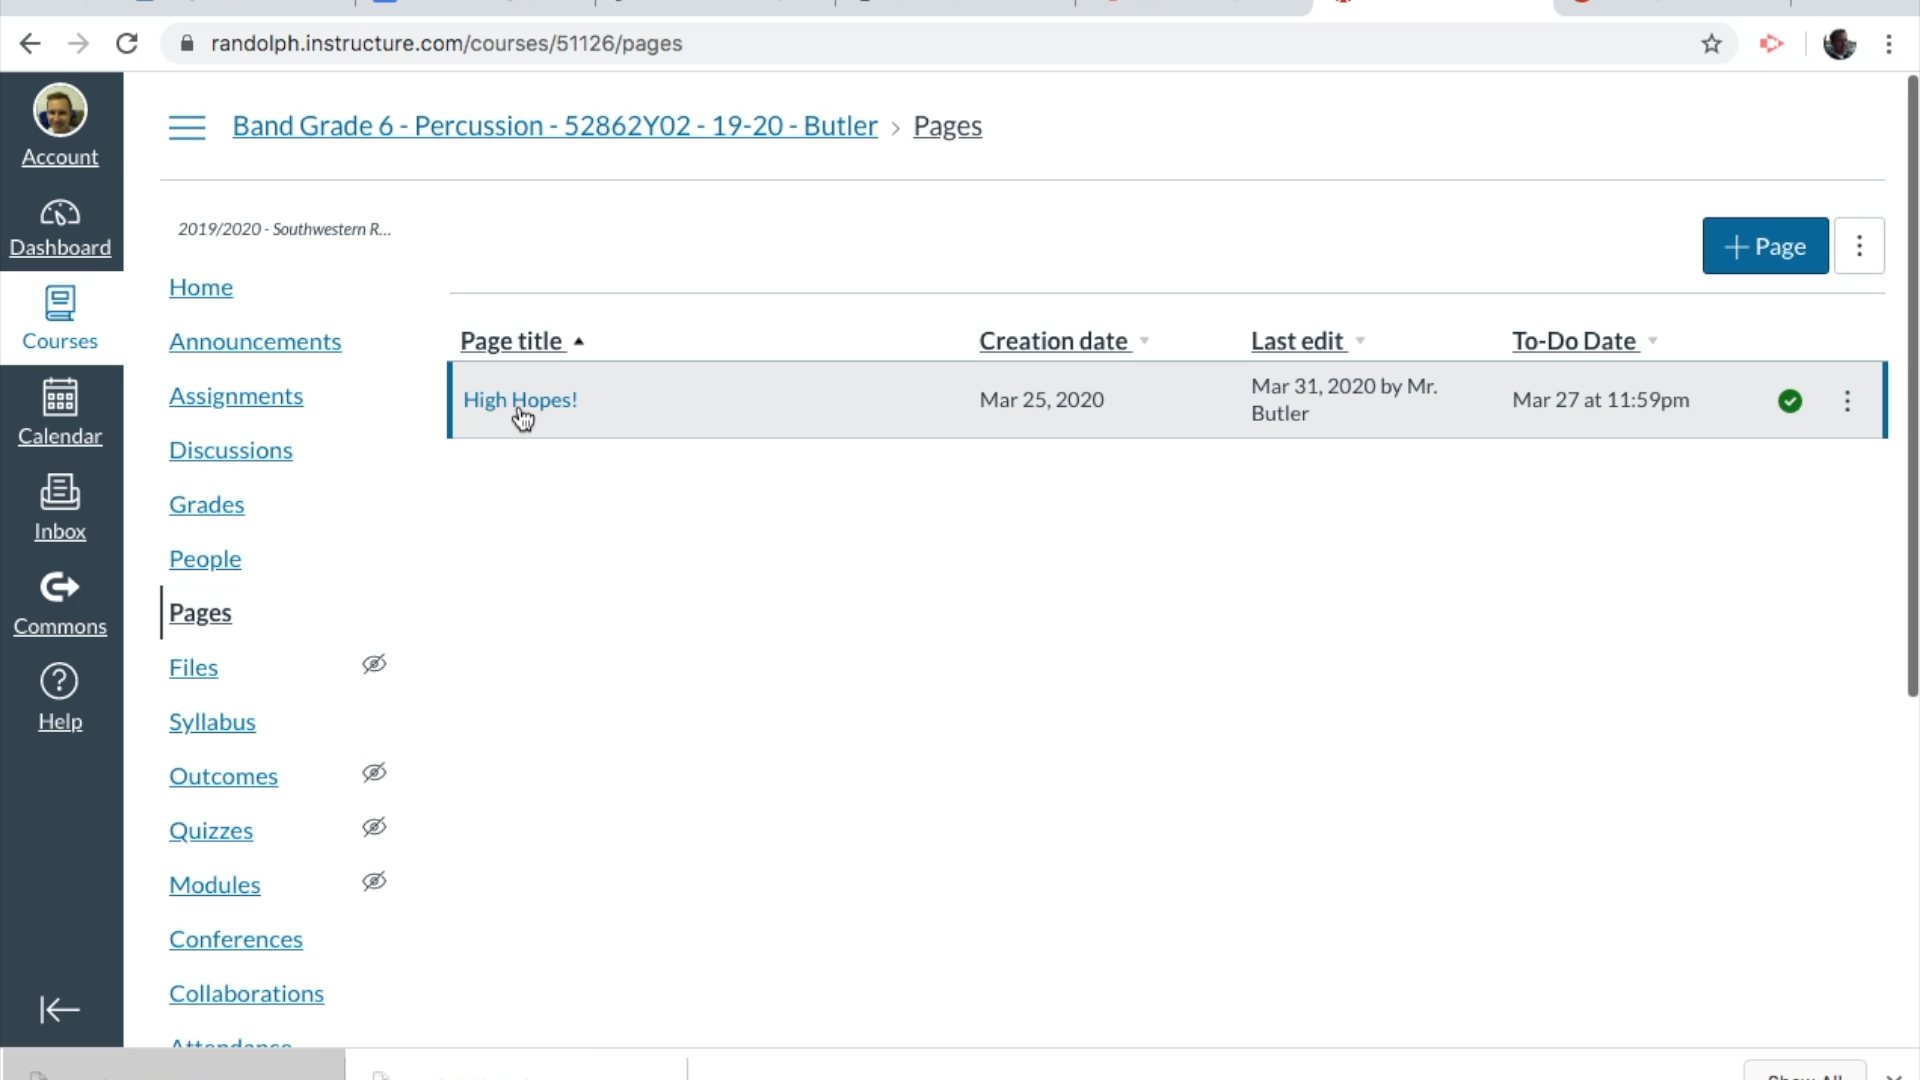 randolph.instructure.com/courses/51126/pages
Account
Dashboard
Courses
Calendar
Inbox
Commons
Help
Band Grade 6 - Percussion - 52862Y02 - 19-20 - Butler › Pages
2019/2020 - Southwestern R...
Home
Announcements
Assignments
Discussions
Grades
People
Pages
Files
Syllabus
Outcomes
Quizzes
Modules
Conferences
Collaborations
Attendance
+ Page
Page title Creation date Last edit To-Do Date
High Hopes! Mar 25, 2020 Mar 31, 2020 by Mr. Mar 27 at 11:59pm
Butler
Show All